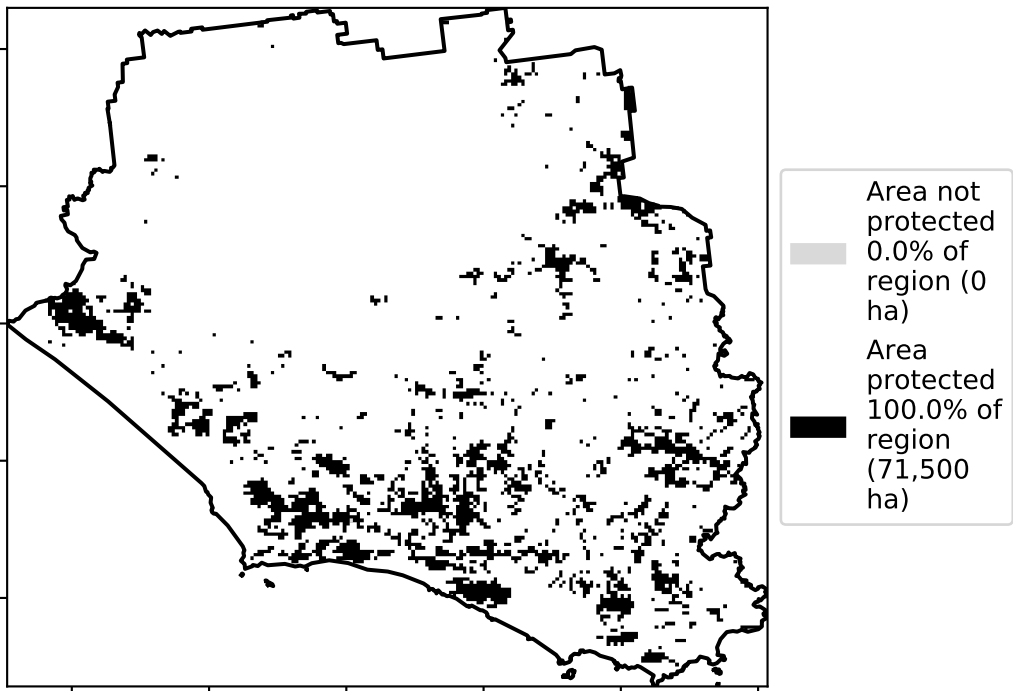 Area not
protected
0.0% of
region (0
ha)
Area
protected
100.0% of
region
(71,500
ha)